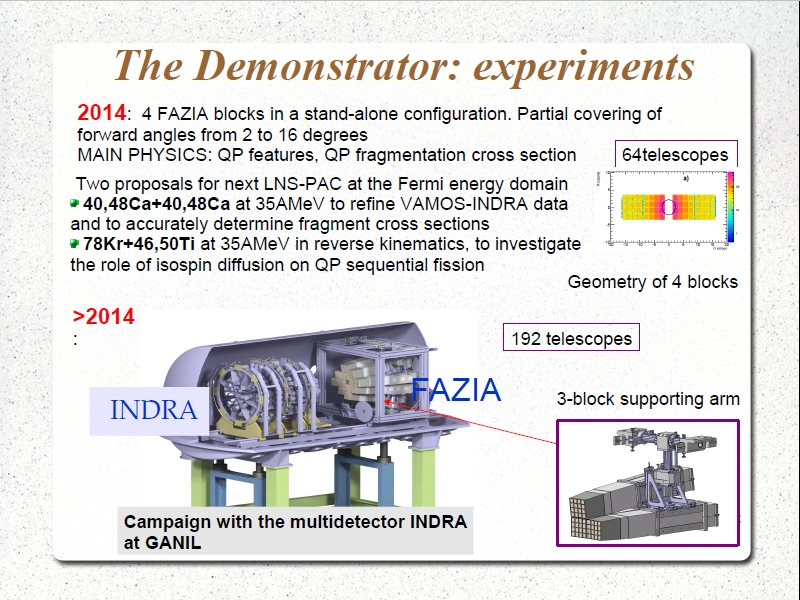 The Demonstrator: experiments
2014: 4 FAZIA blocks in a stand-alone configuration. Partial covering of
forward angles from 2 to 16 degrees
MAIN PHYSICS: QP features, QP fragmentation cross section
64telescopes
Two proposals for next LNS-PAC at the Fermi energy domain
40,48Ca+40,48Ca at 35AMeV to refine VAMOS-INDRA data
and to accurately determine fragment cross sections
78Kr+46,50Ti at 35AMeV in reverse kinematics, to investigate
the role of isospin diffusion on QP sequential fission
a)
Geometry of 4 blocks
>2014
:
192 telescopes
INDRA
FAZIA
3-block supporting arm
Campaign with the multidetector INDRA
at GANIL